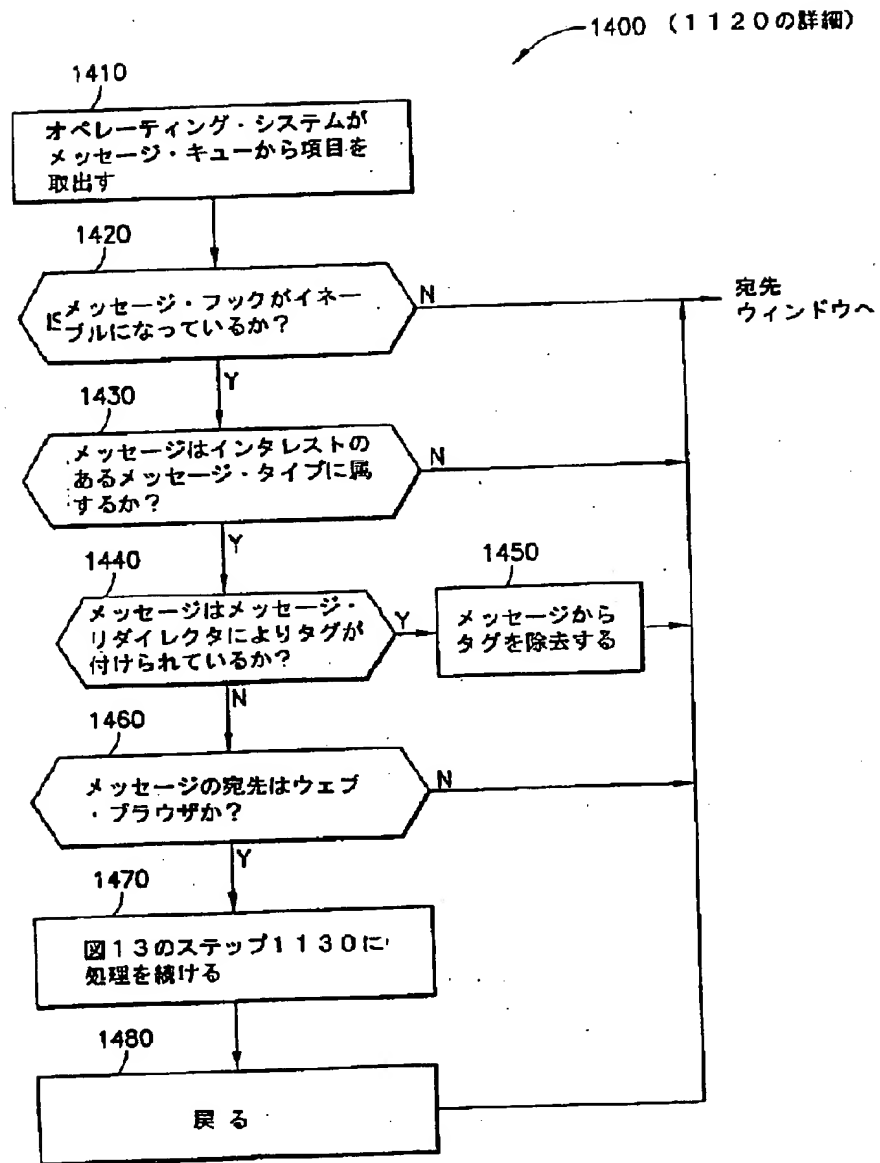 1400 (1120の詳細)
1410
オペレーティング・システムが
メッセージ・キューから項目を
取出す
1420
メッセージ・フックがイネー
ブルになっているか?
N
宛先
ウィンドウへ
Y
1430
メッセージはインタレストの
あるメッセージ・タイプに属
するか?
N
Y
1440
メッセージはメッセージ・
リダイレクタによりタグが
付けられているか?
Y
1450
メッセージから
タグを除去する
N
1460
メッセージの宛先はウェブ
・ブラウザか?
N
Y
1470
図13のステップ1130に
処理を続ける
1480
戻る